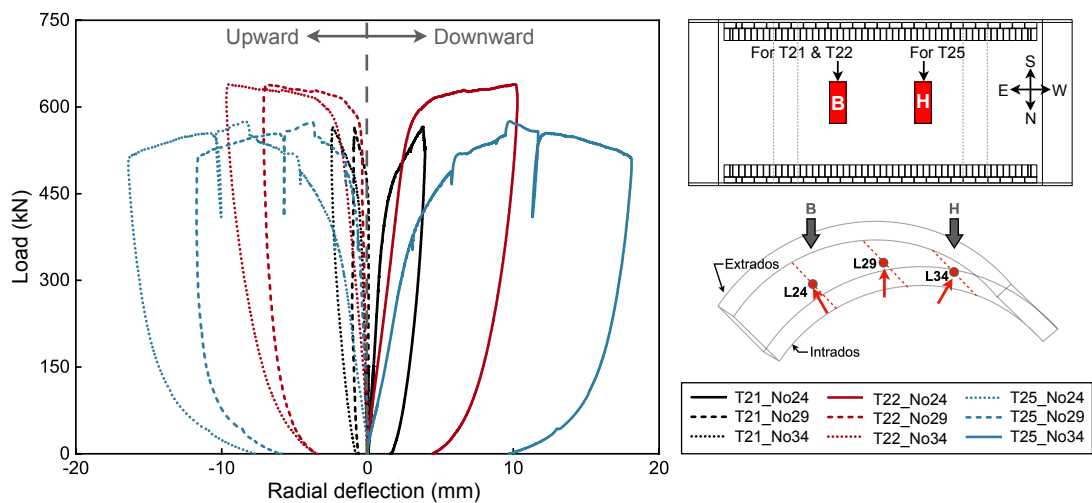 750
600
450
300
150
0
Load (kN)
Upward
Downward
-20
-10
0
10
20
Radial deflection (mm)
For T21 & T22
For T25
B
H
S
E
W
N
B
H
L29
L34
L24
Extrados
Intrados
T21_No24
T22_No24
T25_No24
T21_No29
T22_No29
T25_No29
T21_No34
T22_No34
T25_No34